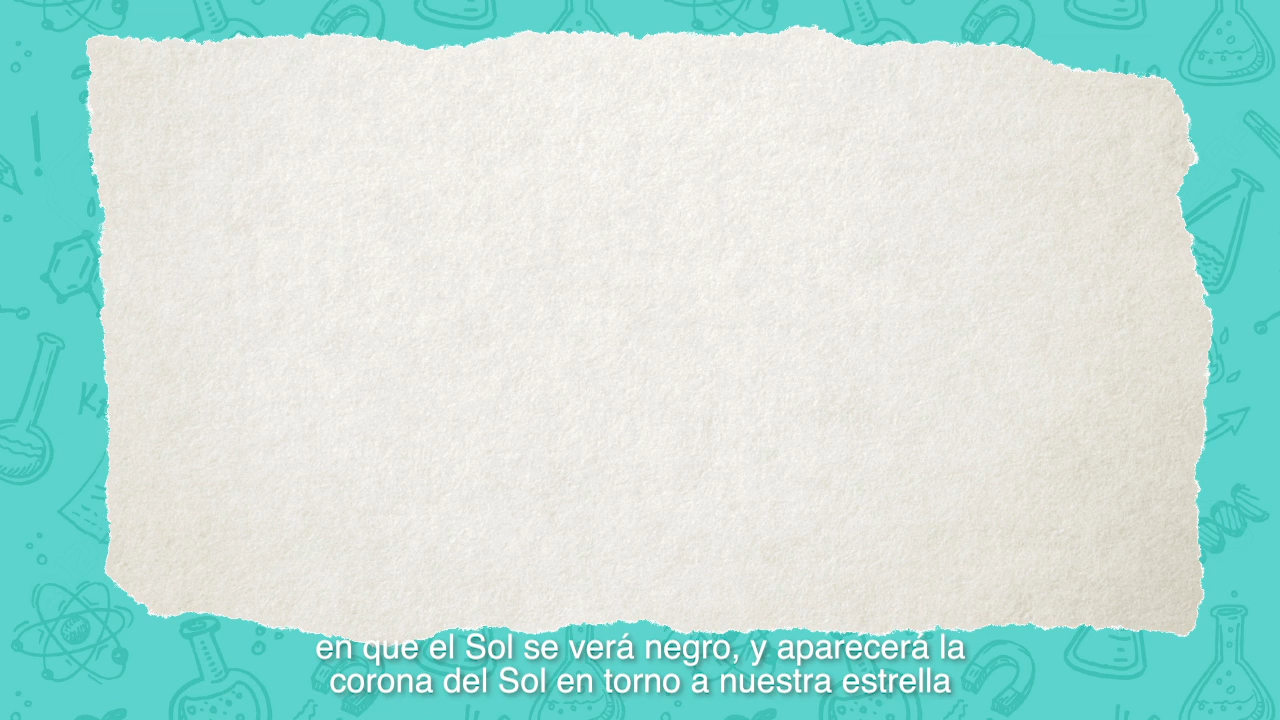 en que el Sol se verá negro, y aparecerá la
corona del Sol en torno a nuestra estrella